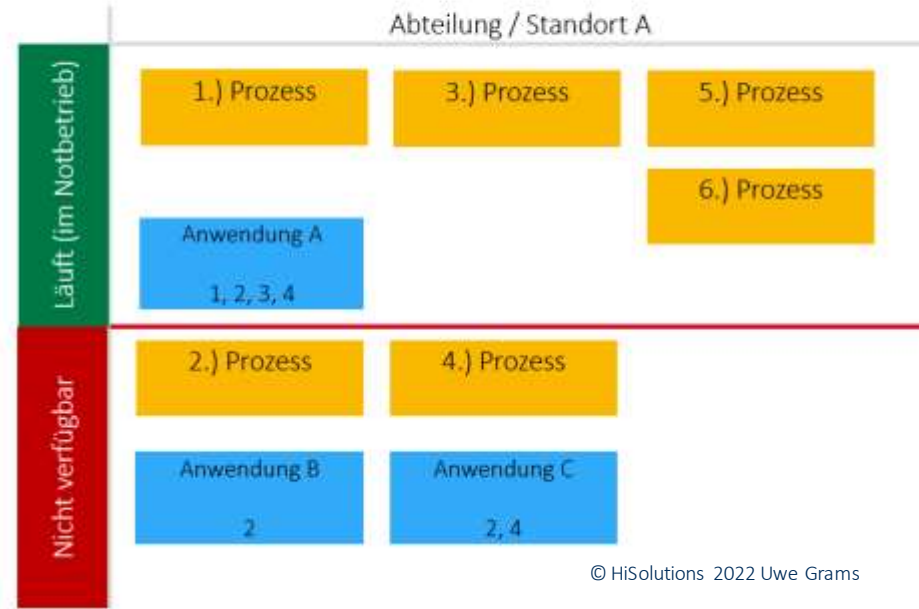 Abteilung / Standort A
Läuft (im Notbetrieb)
1.) Prozess
3.) Prozess
5.) Prozess
6.) Prozess
Anwendung A
1, 2, 3, 4
Nicht verfügbar
2.) Prozess
4.) Prozess
Anwendung B
2
Anwendung C
2, 4
© HiSolutions 2022 Uwe Grams